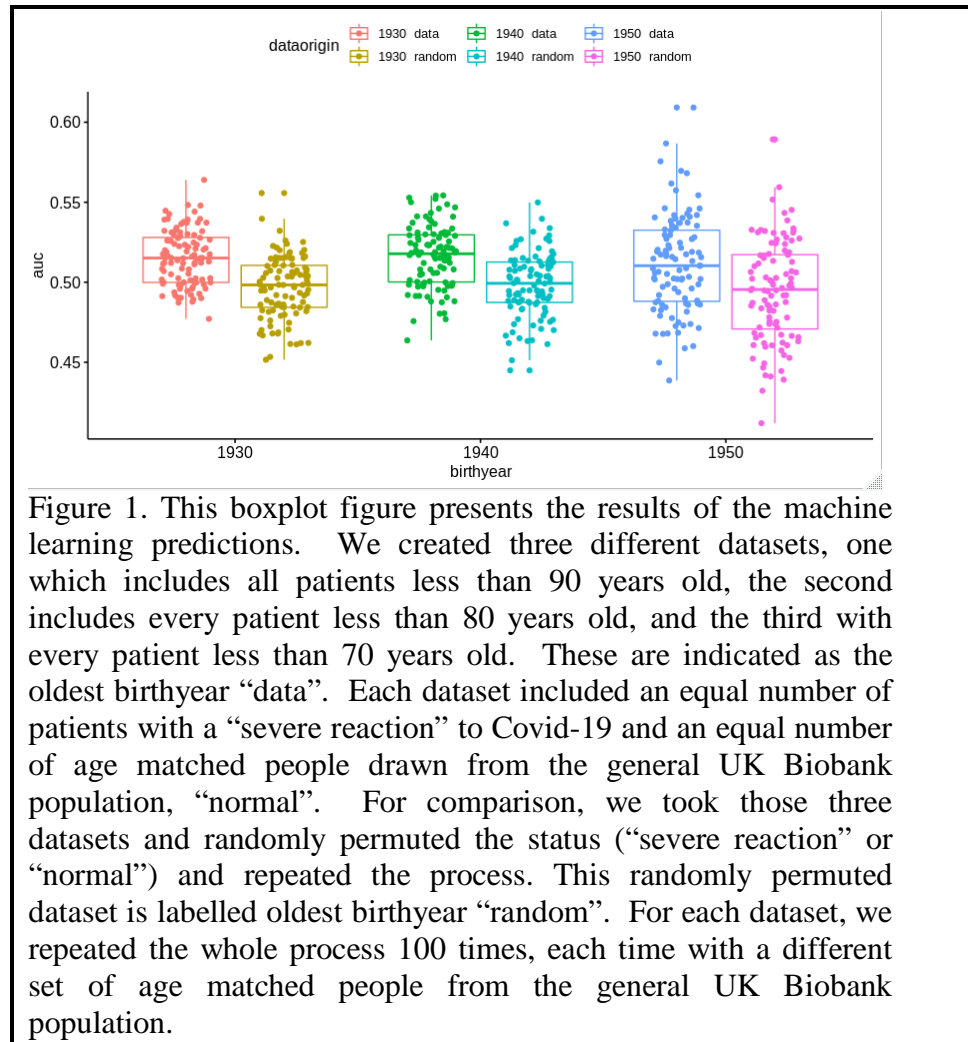 dataorigin
1930 data 1940 data 1950 data
1930 random 1940 random 1950 random
0.60
0.55
0.50
0.45
auc
1930 1940 1950
birthyear
Figure 1. This boxplot figure presents the results of the machine
learning predictions. We created three different datasets, one
which includes all patients less than 90 years old, the second
includes every patient less than 80 years old, and the third with
every patient less than 70 years old. These are indicated as the
oldest birthyear “data”. Each dataset included an equal number of
patients with a “severe reaction” to Covid-19 and an equal number
of age matched people drawn from the general UK Biobank
population, “normal”. For comparison, we took those three
datasets and randomly permuted the status (“severe reaction” or
“normal”) and repeated the process. This randomly permuted
dataset is labelled oldest birthyear “random”. For each dataset, we
repeated the whole process 100 times, each time with a different
set of age matched people from the general UK Biobank
population.